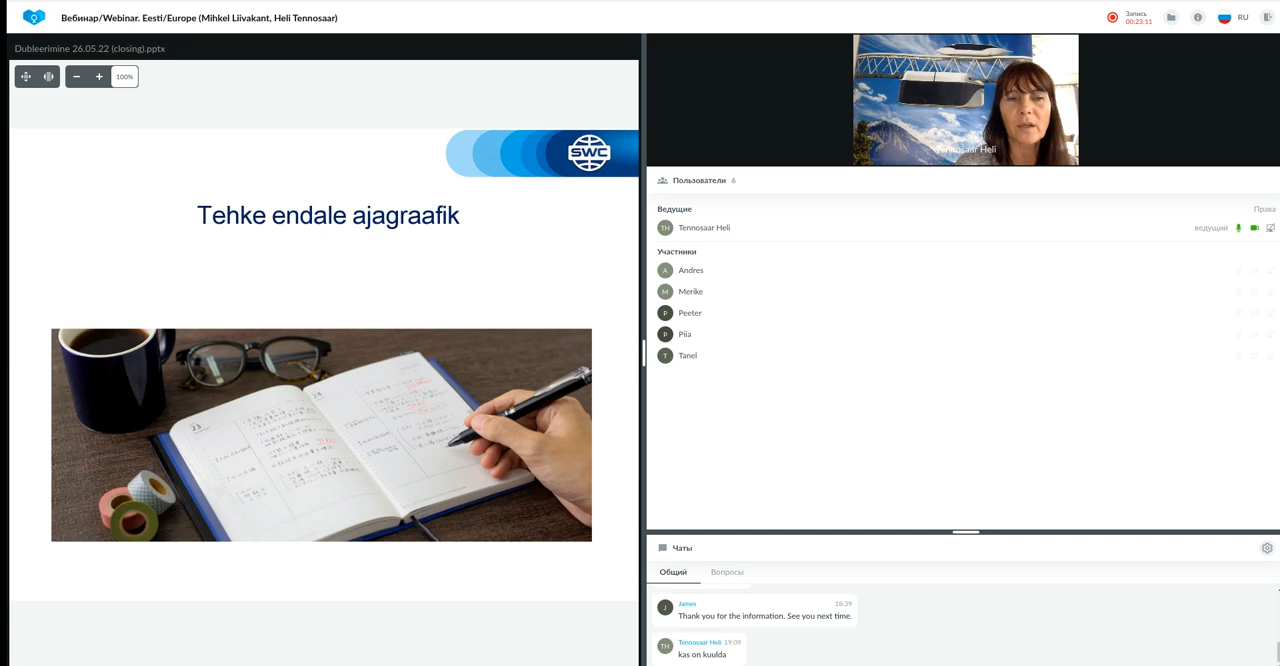 Вебинар/Webinar. Eesti/Europe (Mihkel Liivakant, Heli Tennosaar)
Запись
00:23:11
RU
Dubleerimine 26.05.22 (closing).pptx
100%
SWC
Tehke endale ajagraafik
23
24
Tennosaar Heli
Пользователи 6
Ведущие
Права
TH Tennosaar Heli
ведущий
Участники
A Andres
M Merike
P Peeter
P Piia
T Tanel
Чаты
Общий
Вопросы
J James 18:39
Thank you for the information. See you next time.
TH Tennosaar Heli 19:09
kas on kuulda